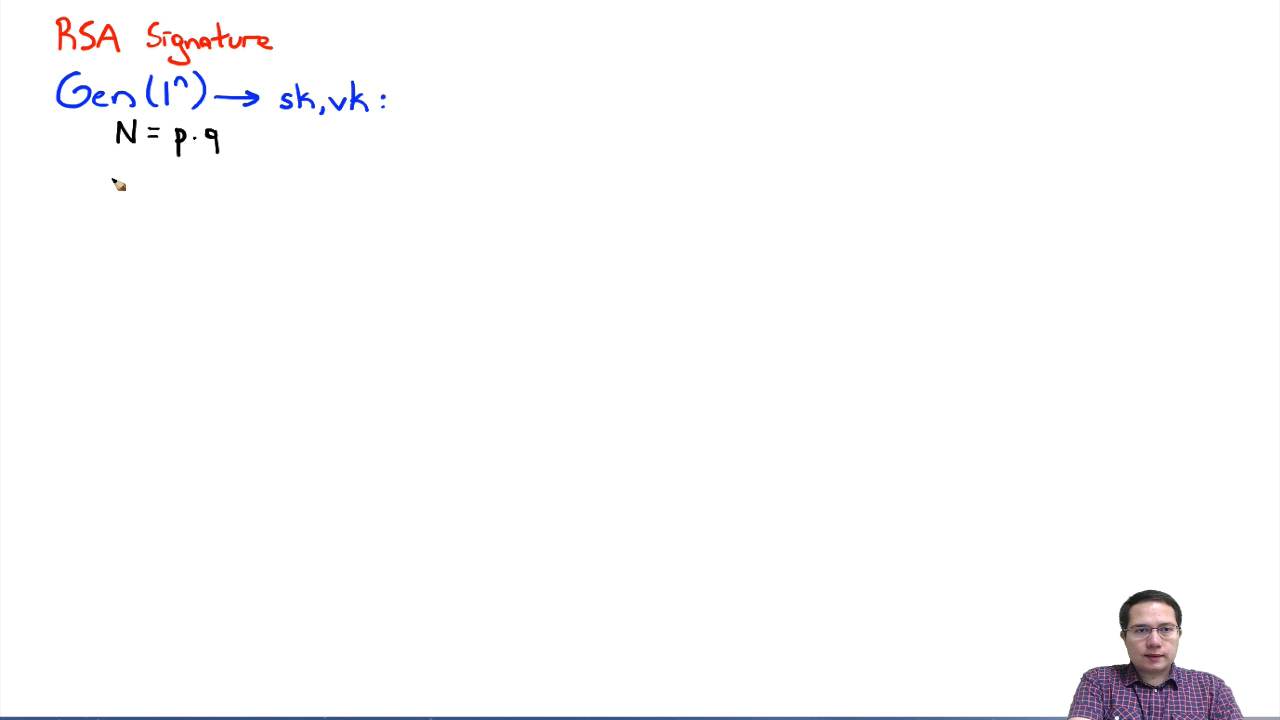 RSA Signature
Gen(1ⁿ) → sk, vk :
N = p · q